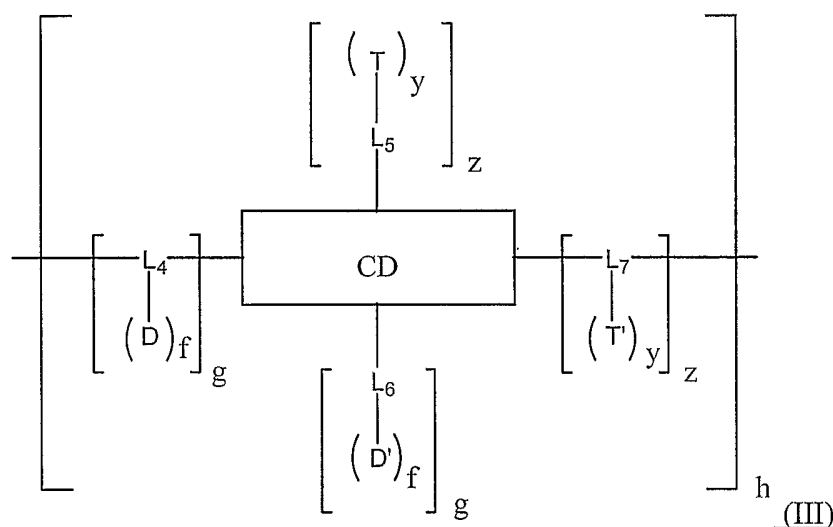 ( T )y
L5
z
L4
CD
L7
( D )f
g
( T' )y
z
L6
( D' )f
g
h
(III)